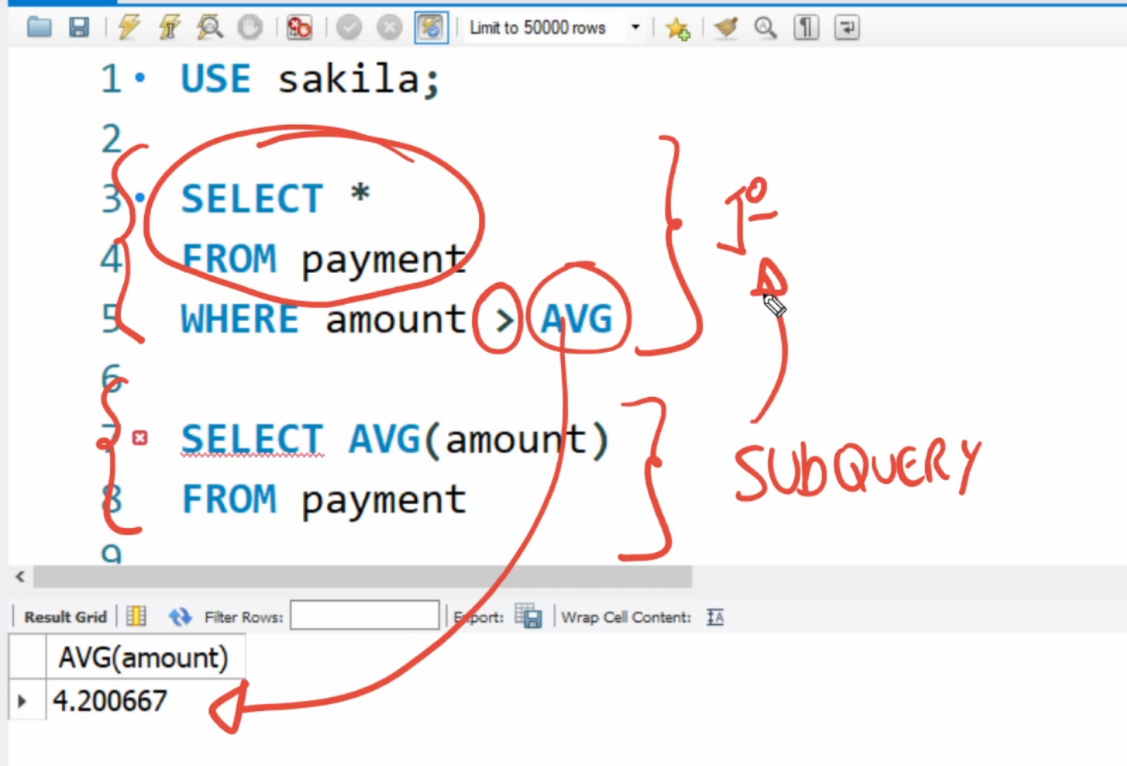 Limit to 50000 rows
1 USE sakila;
2
3 SELECT *
4 FROM payment
5 WHERE amount > AVG
6
7 SELECT AVG(amount)
8 FROM payment
9
SUBQUERY
Result Grid Filter Rows: Export: Wrap Cell Content:
AVG(amount)
4.200667